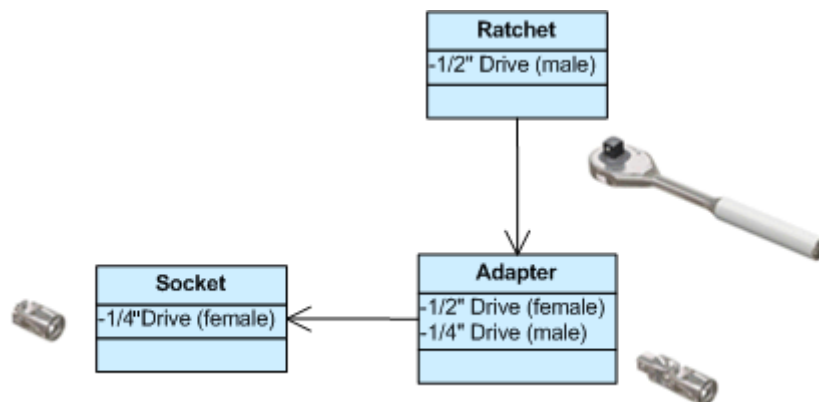 Ratchet
-1/2" Drive (male)
Adapter
-1/2" Drive (female)
-1/4" Drive (male)
Socket
-1/4"Drive (female)